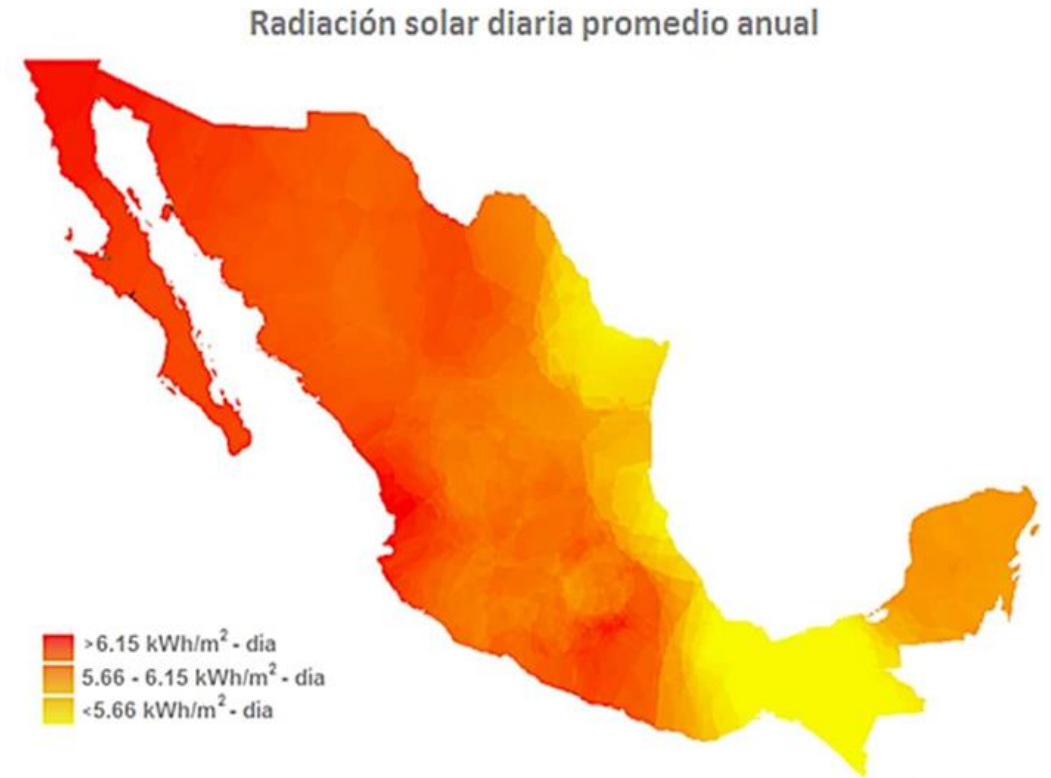 Radiación solar diaria promedio anual
>6.15 kWh/m² - dia
5.66 - 6.15 kWh/m² - dia
<5.66 kWh/m² - dia